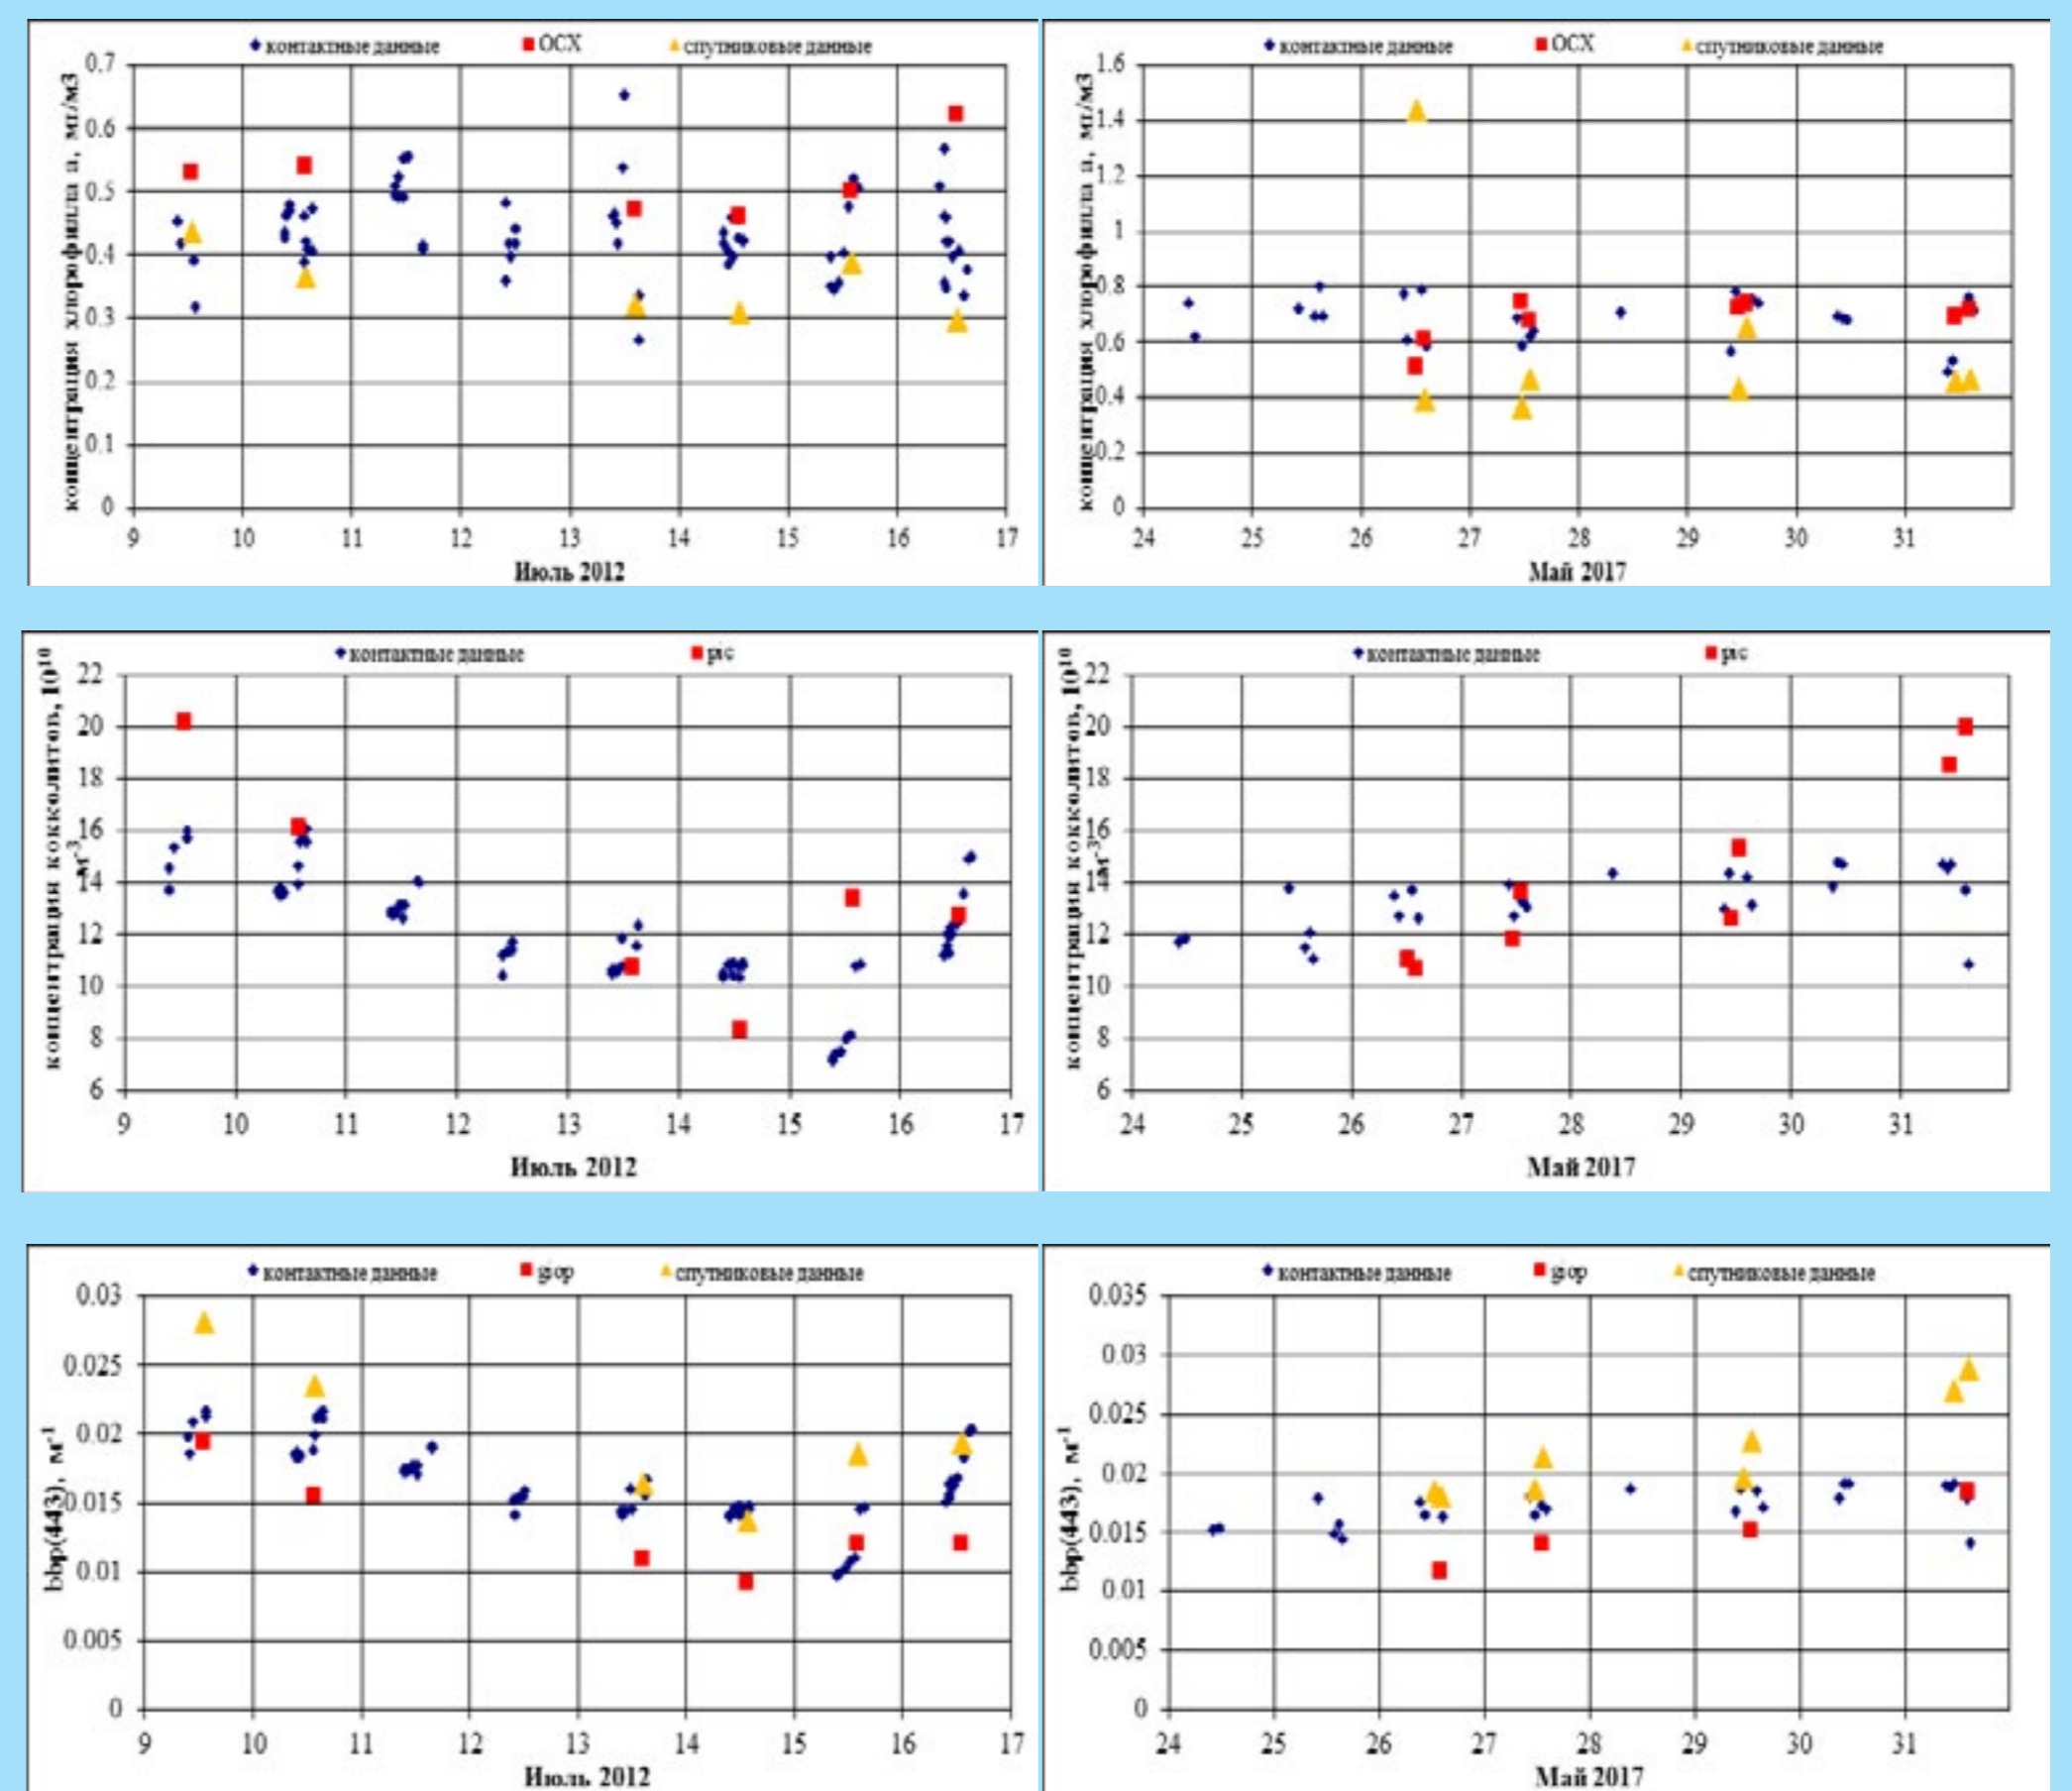 контактные данные OCX спутниковые данные
концентрация хлорофилла а, мг/м3
0.7
0.6
0.5
0.4
0.3
0.2
0.1
0
9 10 11 12 13 14 15 16 17
Июль 2012
контактные данные OCX спутниковые данные
концентрация хлорофилла а, мг/м3
1.6
1.4
1.2
1
0.8
0.6
0.4
0.2
0
24 25 26 27 28 29 30 31
Май 2017
контактные данные pic
концентрация кокколитов, 10¹⁰
м⁻³
22
20
18
16
14
12
10
8
6
9 10 11 12 13 14 15 16 17
Июль 2012
контактные данные pic
концентрация кокколитов, 10¹⁰
м⁻³
22
20
18
16
14
12
10
8
6
24 25 26 27 28 29 30 31
Май 2017
контактные данные giop спутниковые данные
bbp(443), м⁻¹
0.03
0.025
0.02
0.015
0.01
0.005
0
9 10 11 12 13 14 15 16 17
Июль 2012
контактные данные giop спутниковые данные
bbp(443), м⁻¹
0.035
0.03
0.025
0.02
0.015
0.01
0.005
0
24 25 26 27 28 29 30 31
Май 2017